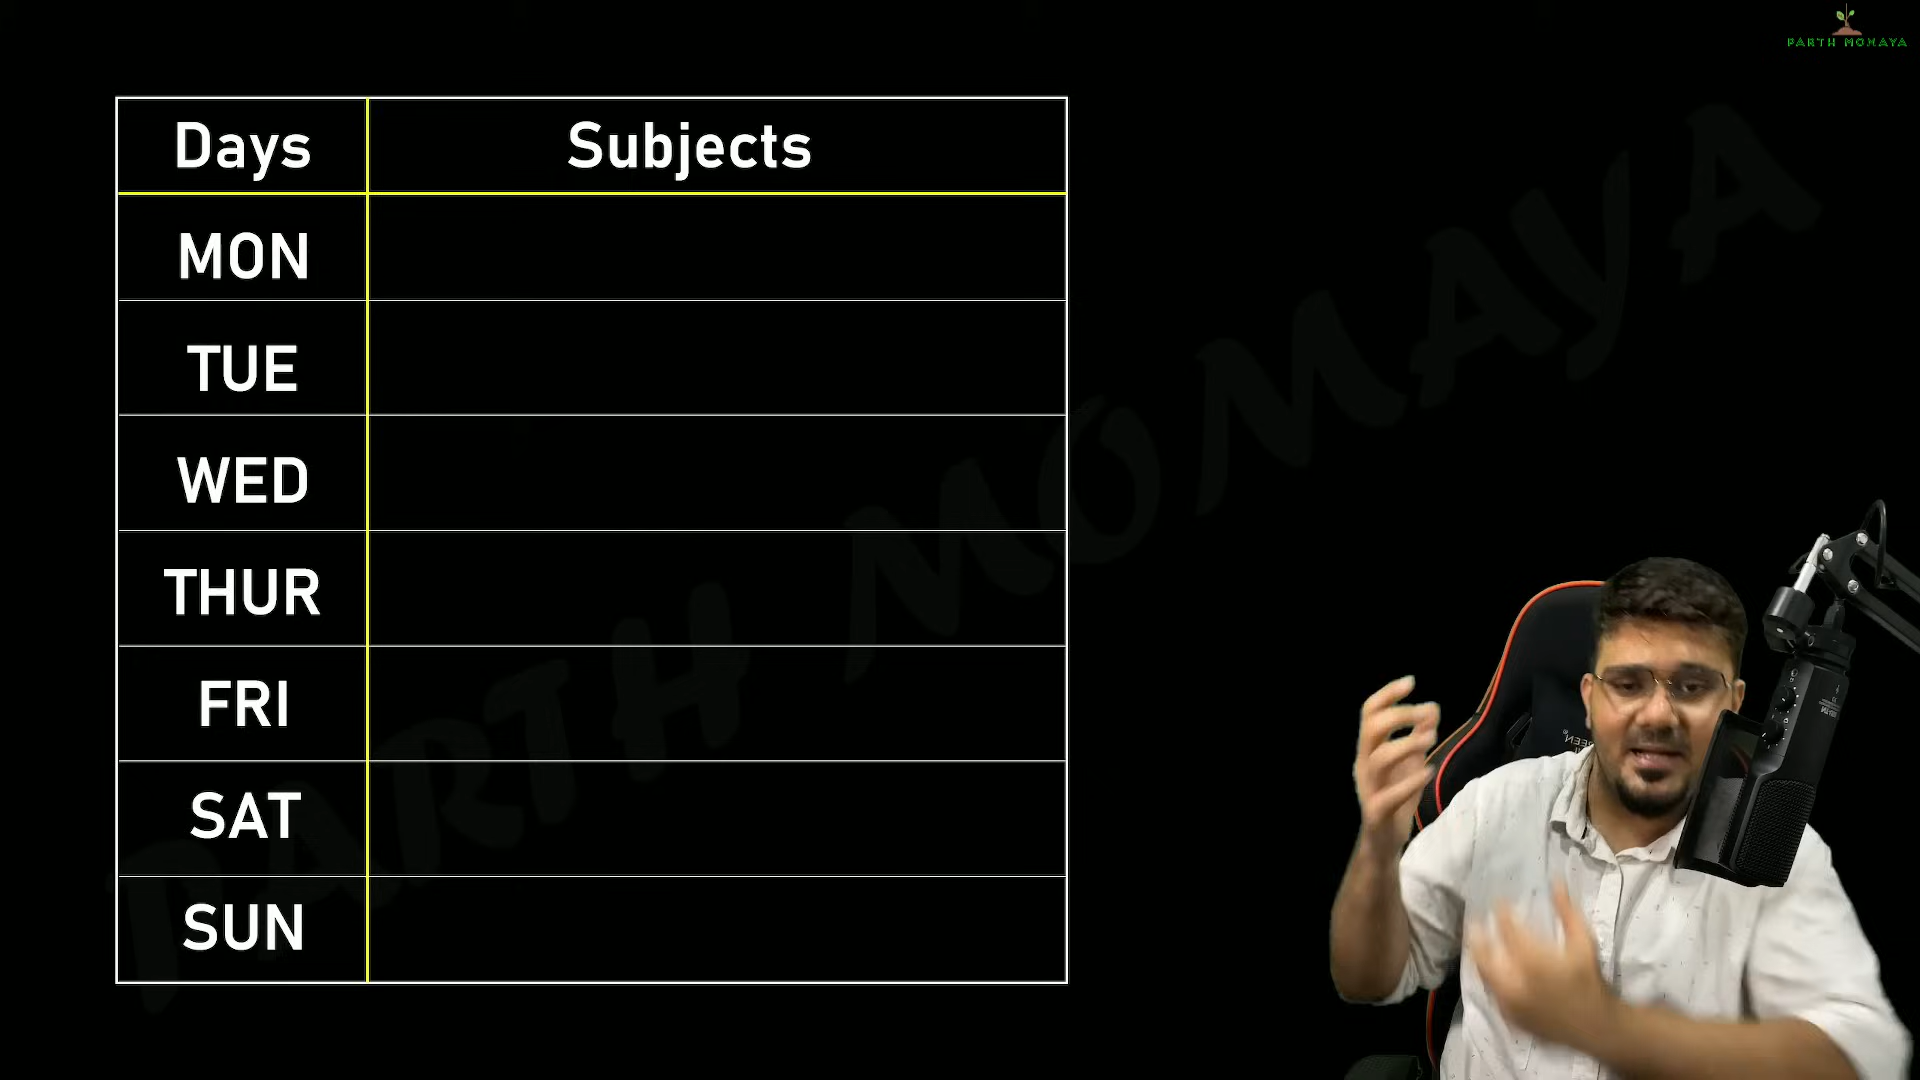 PARTH MOMAYA
Days Subjects
MON
TUE
WED
THUR
FRI
SAT
SUN
PARTH MOMAYA